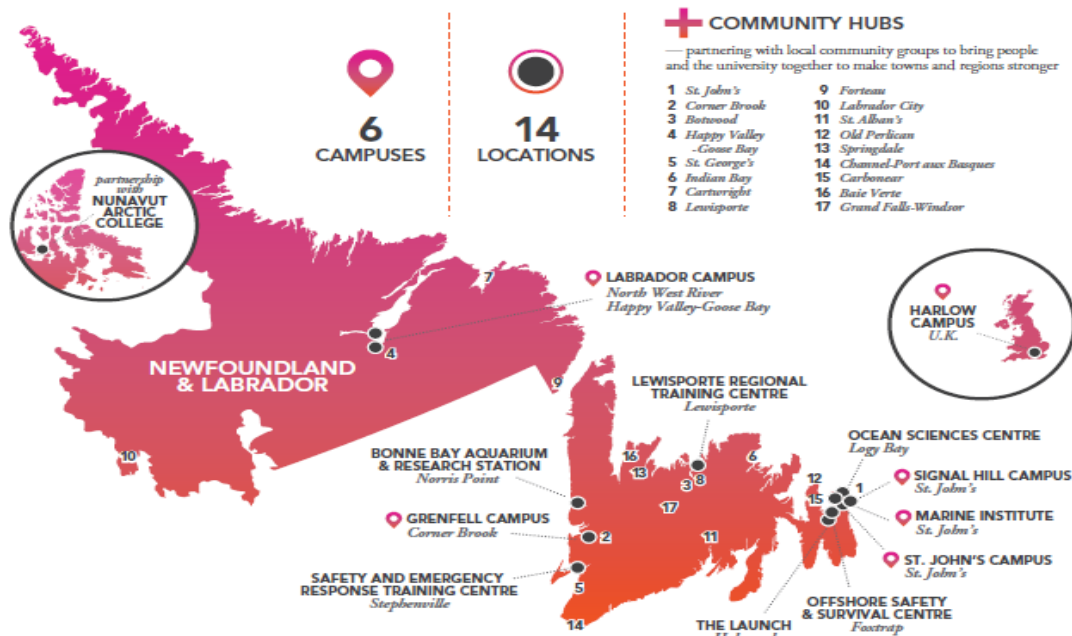 COMMUNITY HUBS
— partnering with local community groups to bring people
and the university together to make towns and regions stronger
1 St. John's
2 Corner Brook
3 Botwood
4 Happy Valley
-Goose Bay
5 St. George's
6 Indian Bay
7 Cartwright
8 Lewisporte
9 Forteau
10 Labrador City
11 St. Alban's
12 Old Perlican
13 Springdale
14 Channel-Port aux Basques
15 Carbonear
16 Baie Verte
17 Grand Falls-Windsor
6
CAMPUSES
14
LOCATIONS
partnership
with
NUNAVUT
ARCTIC
COLLEGE
7
LABRADOR CAMPUS
North West River
Happy Valley-Goose Bay
HARLOW
CAMPUS
U.K.
4
NEWFOUNDLAND
& LABRADOR
9
LEWISPORTE REGIONAL
TRAINING CENTRE
Lewisporte
10
BONNE BAY AQUARIUM
& RESEARCH STATION
Norris Point
16
13
3
8
6
17
OCEAN SCIENCES CENTRE
Logy Bay
12
15
1
SIGNAL HILL CAMPUS
St. John's
GRENFELL CAMPUS
Corner Brook
2
11
MARINE INSTITUTE
St. John's
ST. JOHN'S CAMPUS
St. John's
SAFETY AND EMERGENCY
RESPONSE TRAINING CENTRE
Stephenville
5
14
THE LAUNCH
OFFSHORE SAFETY
& SURVIVAL CENTRE
Foxtrap